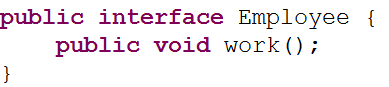 public interface Employee {
    public void work();
}